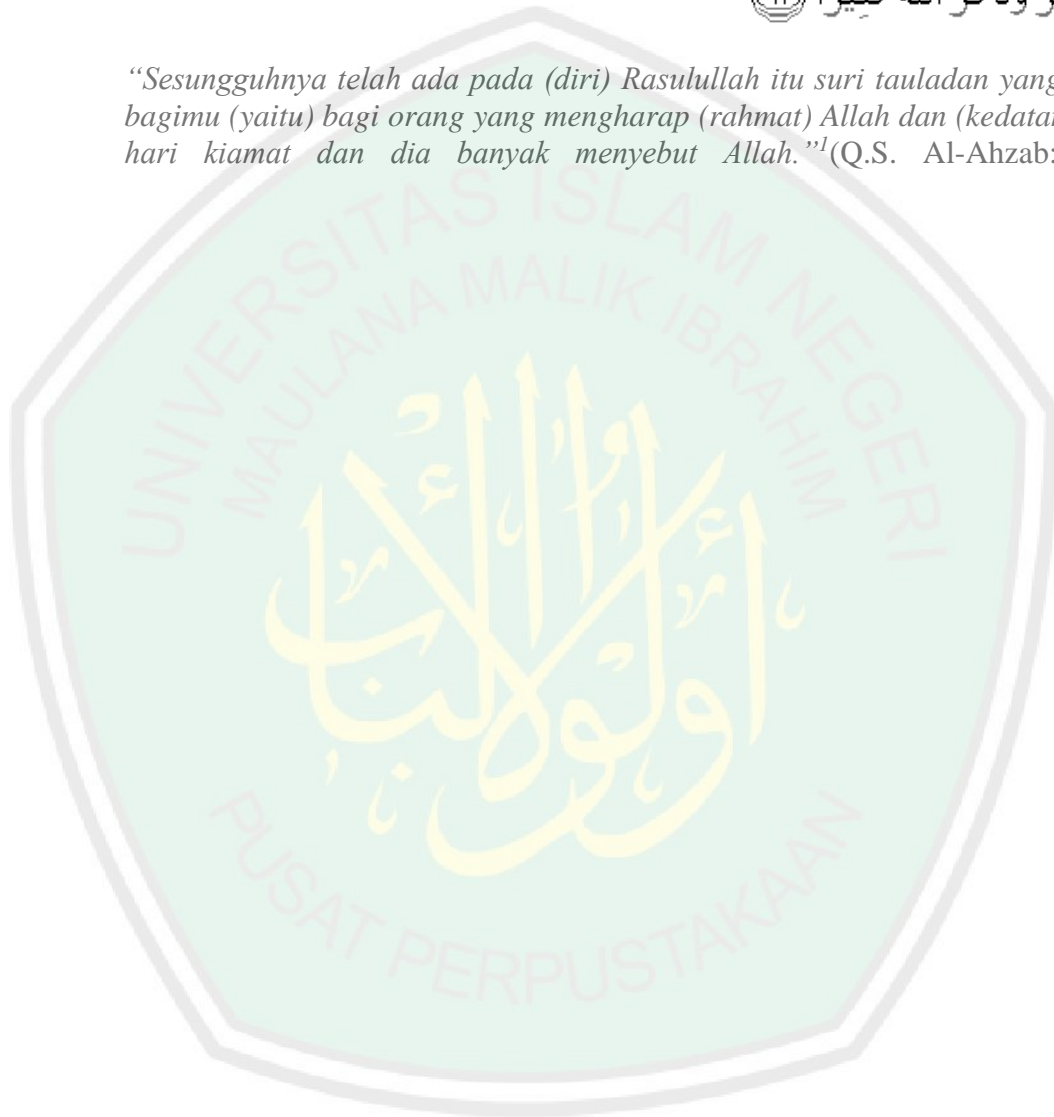 “Sesungguhnya telah ada pada (diri) Rasulullah itu suri tauladan yang
bagimu (yaitu) bagi orang yang mengharap (rahmat) Allah dan
hari kiamat dan dia banyak menyebut Allah.”1(Q.S. Al-Ahzab:
UNIVERSITAS ISLAM NEGERI
MAULANA MALIK IBRAHIM
PUSAT PERPUSTAKAAN